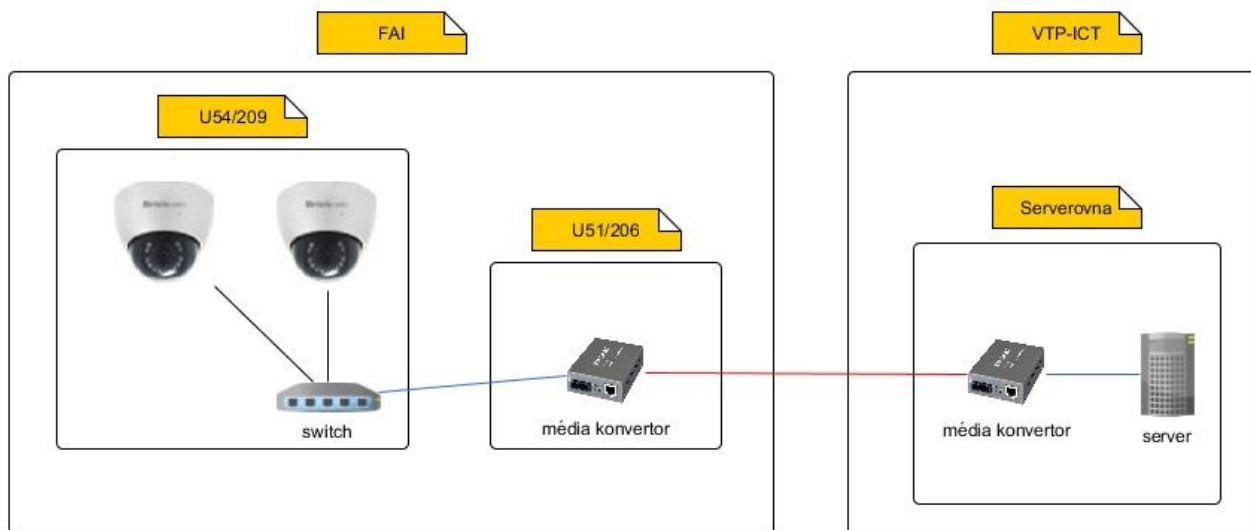 FAI
VTP-ICT
U54/209
Serverovna
U51/206
switch
média konvertor
média konvertor
server